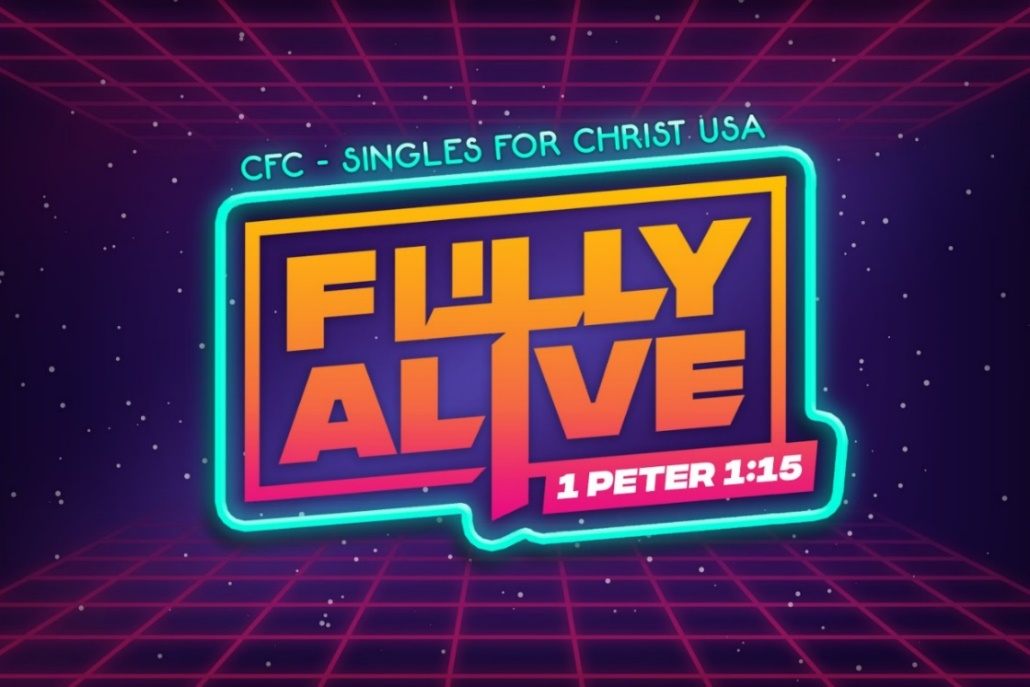 CFC - SINGLES FOR CHRIST USA
FULLY
ALIVE
1 PETER 1:15